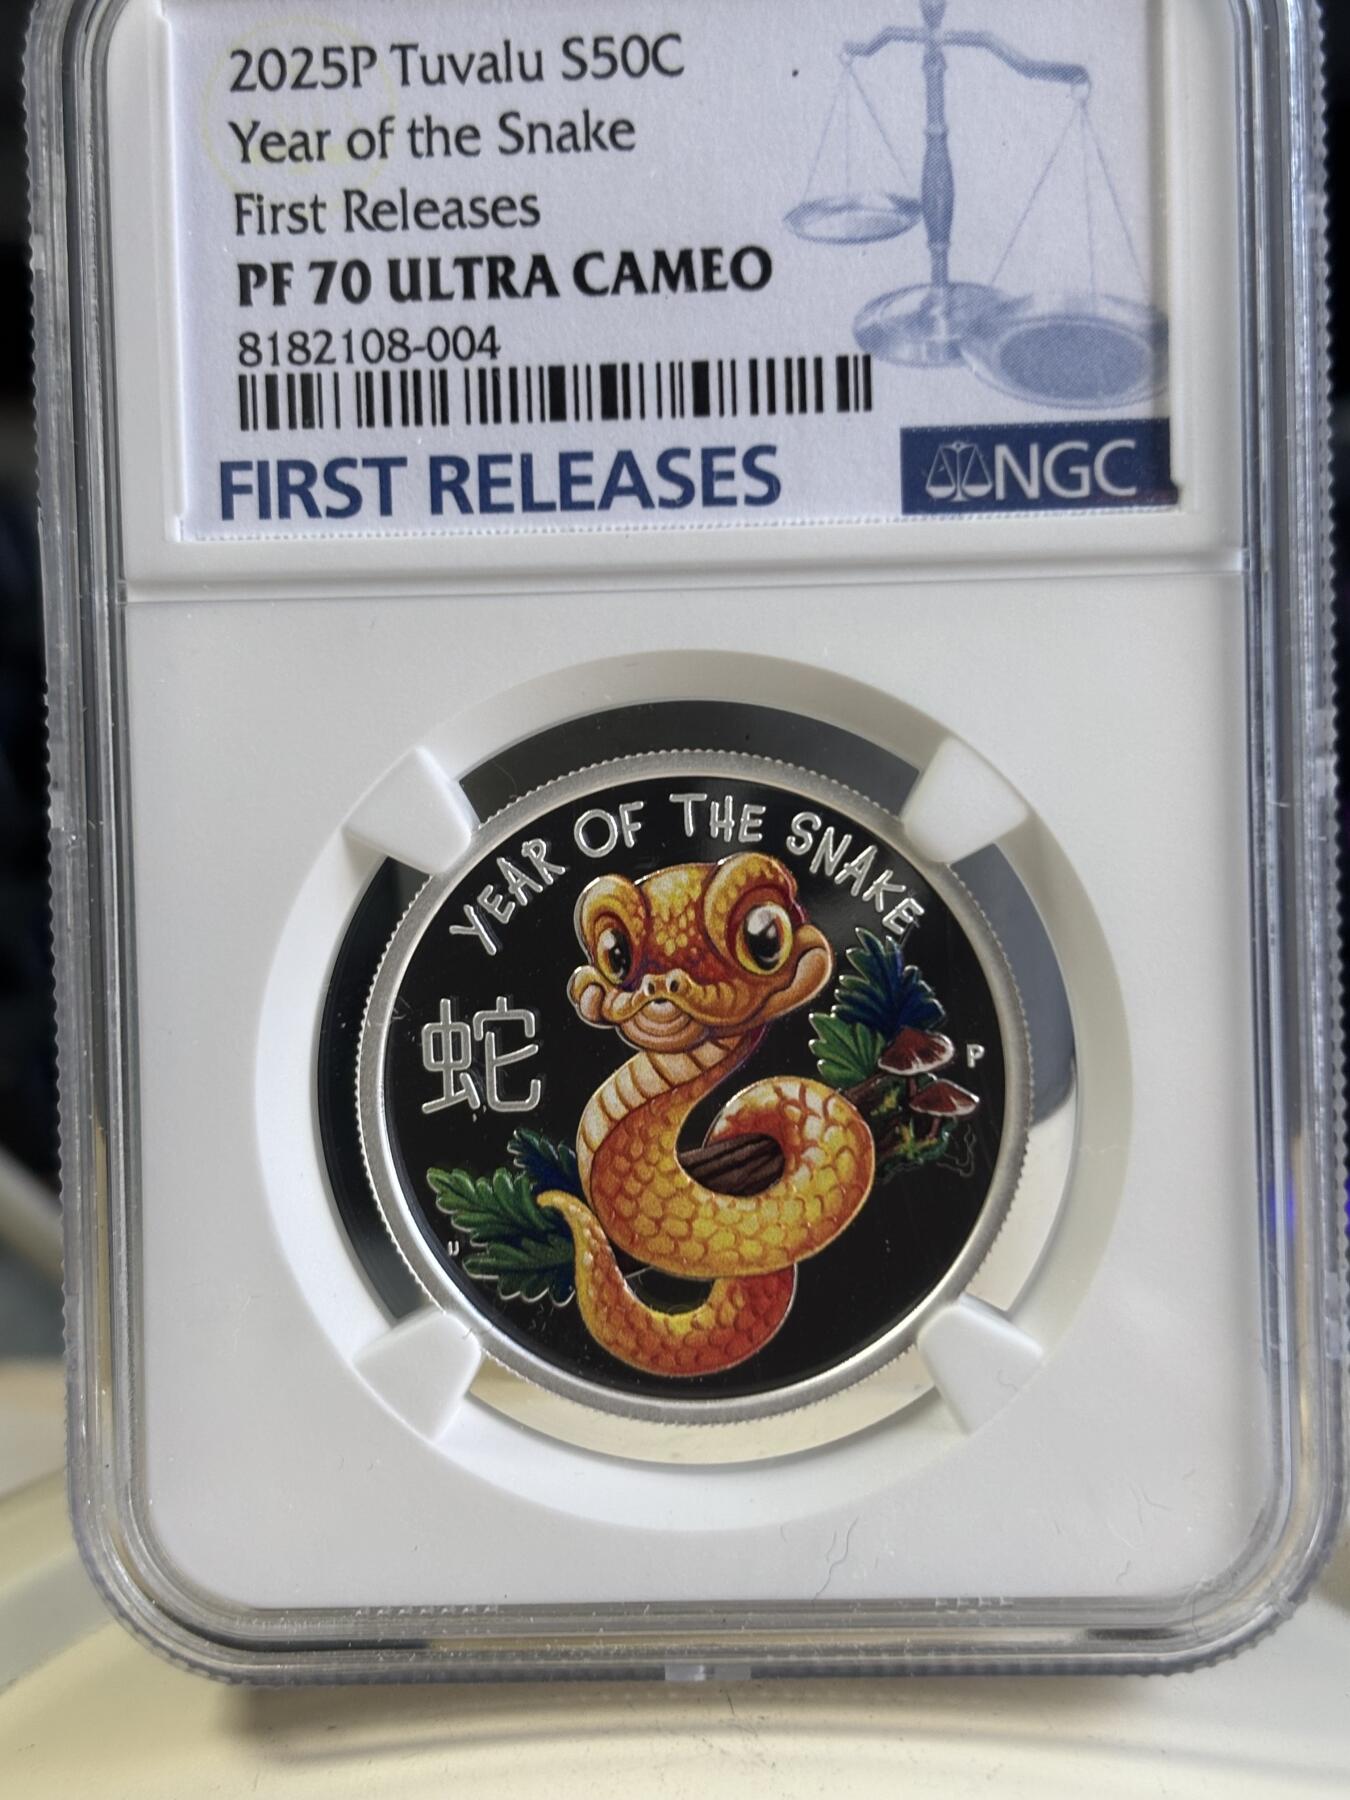 2025P Tuvalu S50C
Year of the Snake
First Releases
PF 70 ULTRA CAMEO
8182108-004
FIRST RELEASES
NGC
YEAR OF THE SNAKE
蛇
P